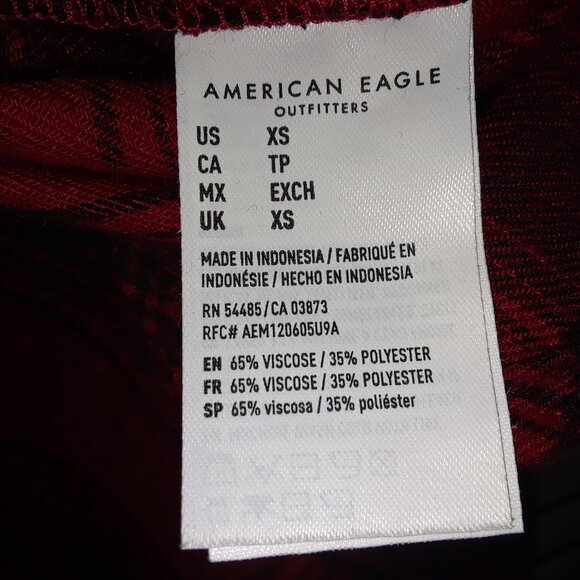 AMERICAN EAGLE
OUTFITTERS
US XS
CA TP
MX EXCH
UK XS
MADE IN INDONESIA / FABRIQUÉ EN
INDONÉSIE / HECHO EN INDONESIA
RN 54485/CA 03873
RFC# AEM120605U9A
EN 65% VISCOSE / 35% POLYESTER
FR 65% VISCOSE / 35% POLYESTER
SP 65% viscosa / 35% poliéster